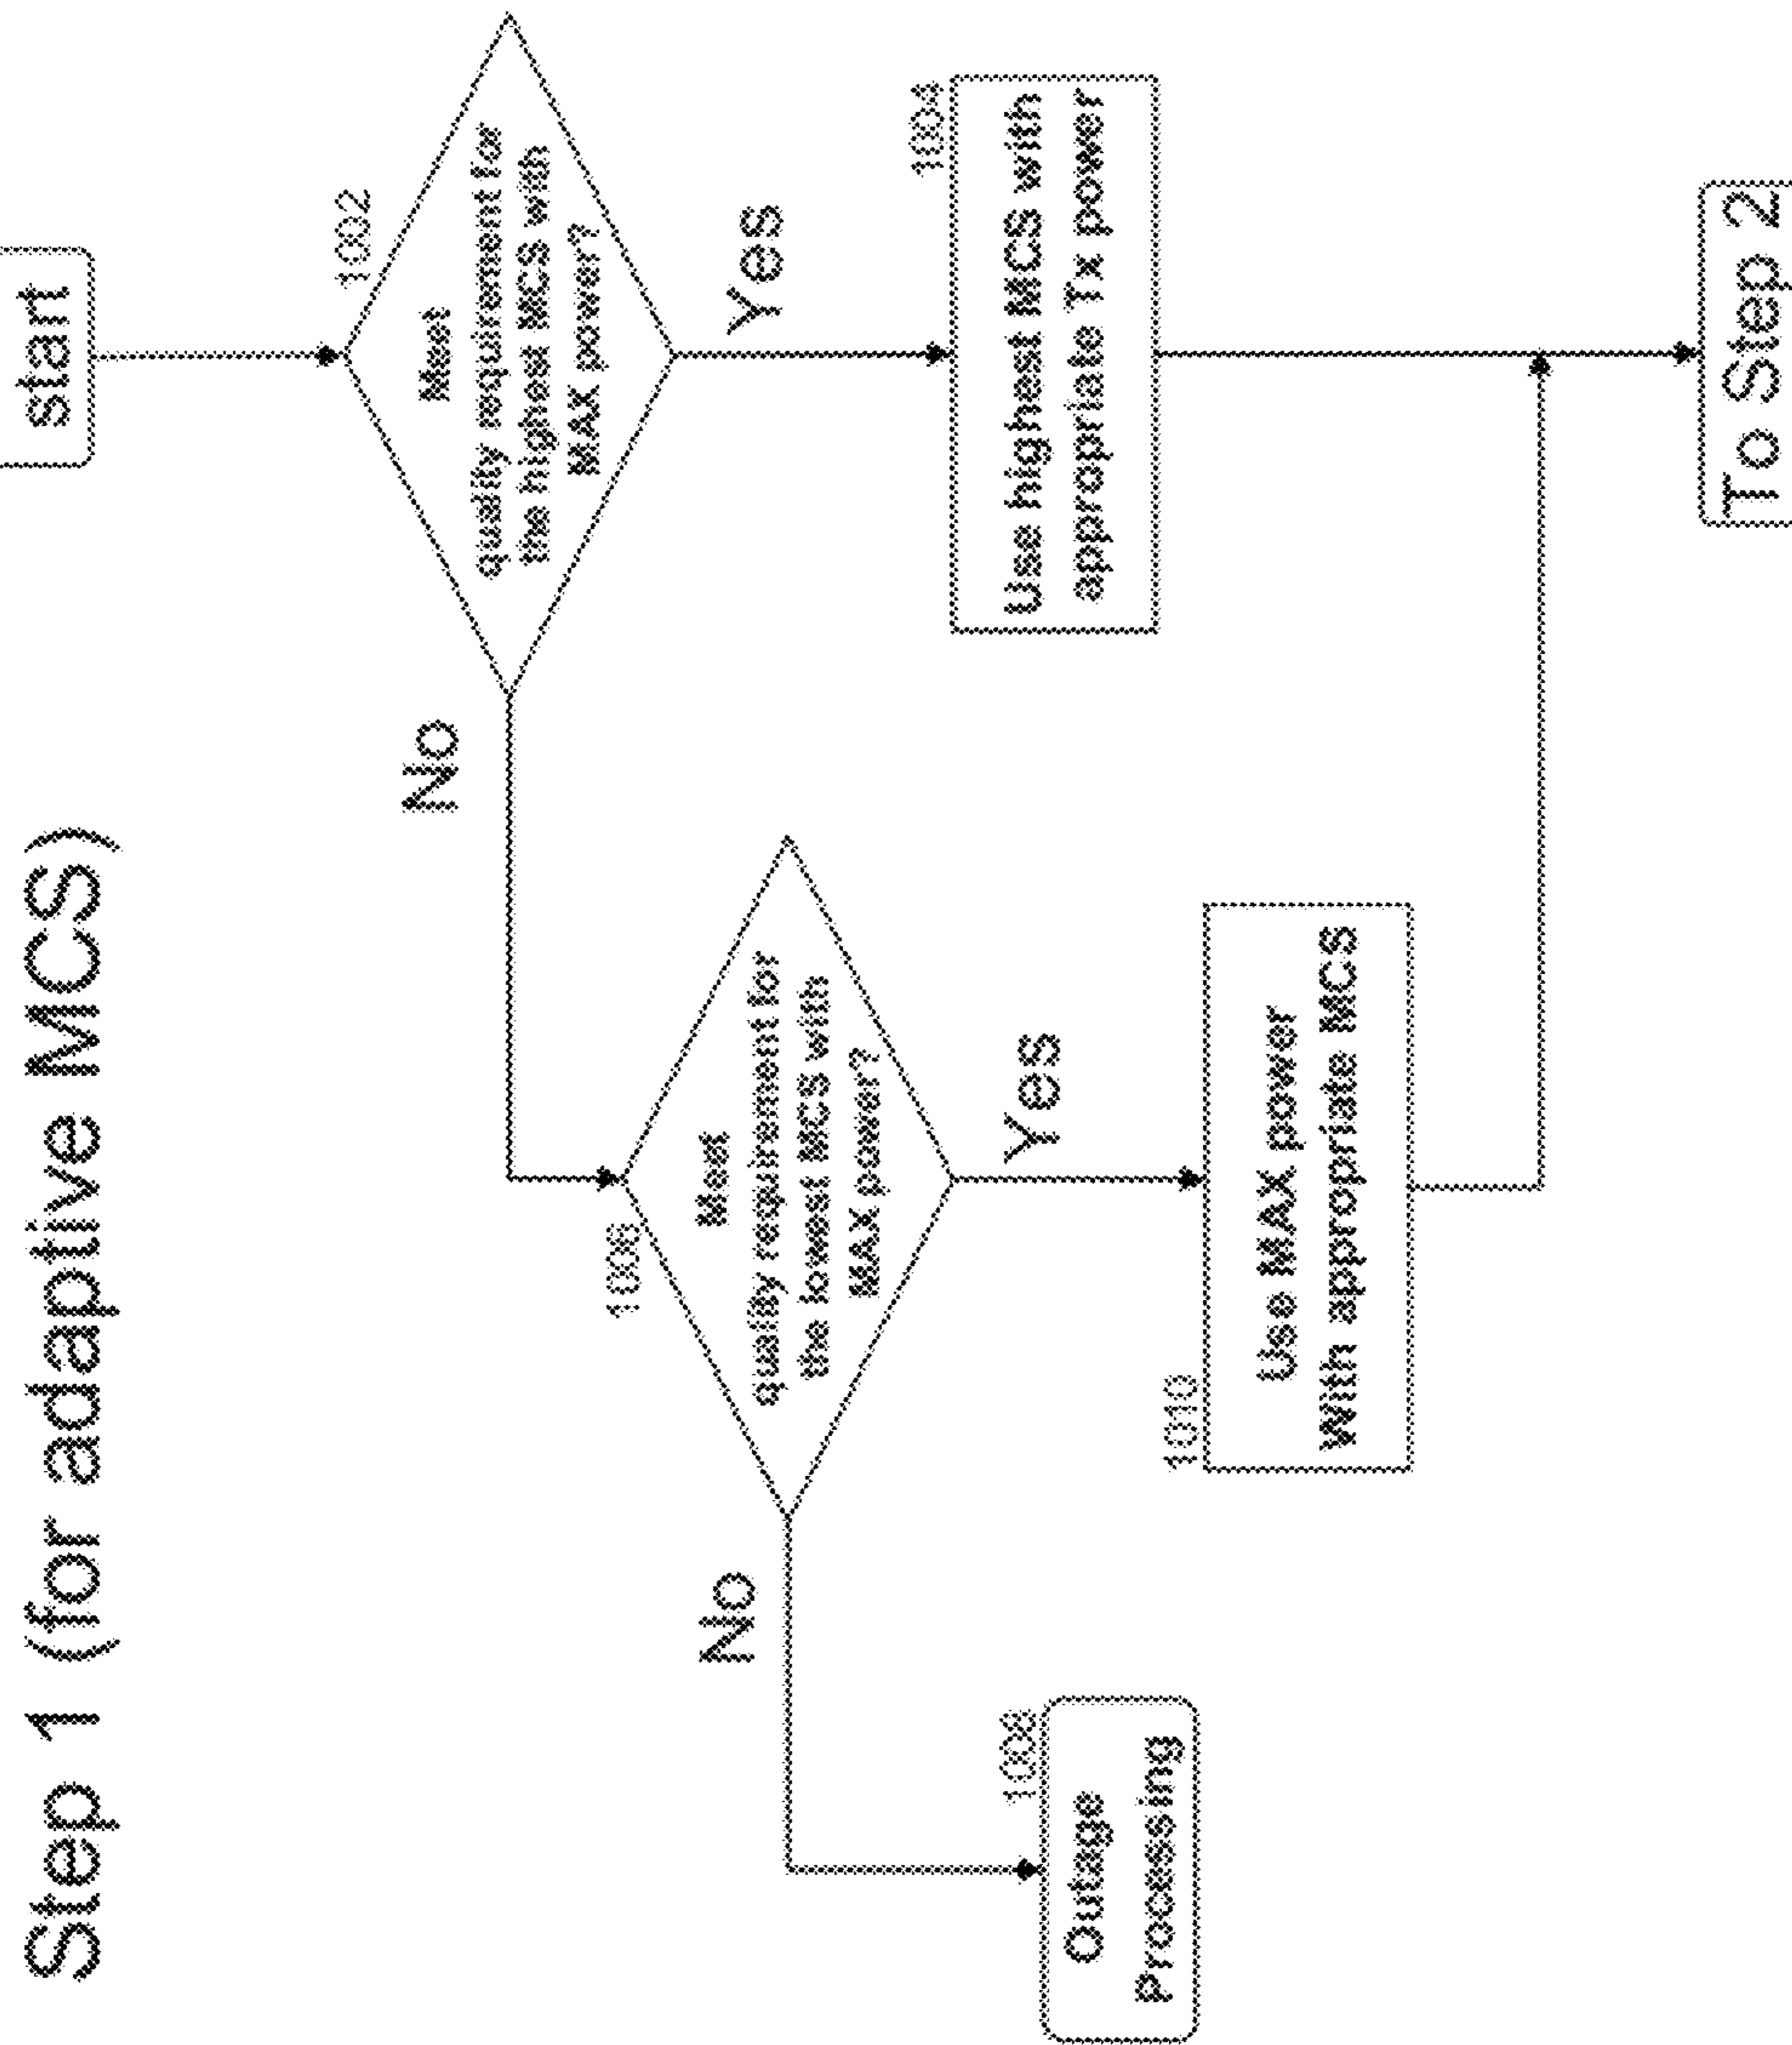 Step 1 (for adaptive MCS)
start
1002
Meet
quality requirement for
the highest MCS with
MAX power?
No
Yes
1004
Use highest MCS with
appropriate Tx power
1006
Meet
quality requirement for
the lowest MCS with
MAX power?
No
Yes
1008
Outage
Processing
1010
Use MAX power
With appropriate MCS
To Step 2